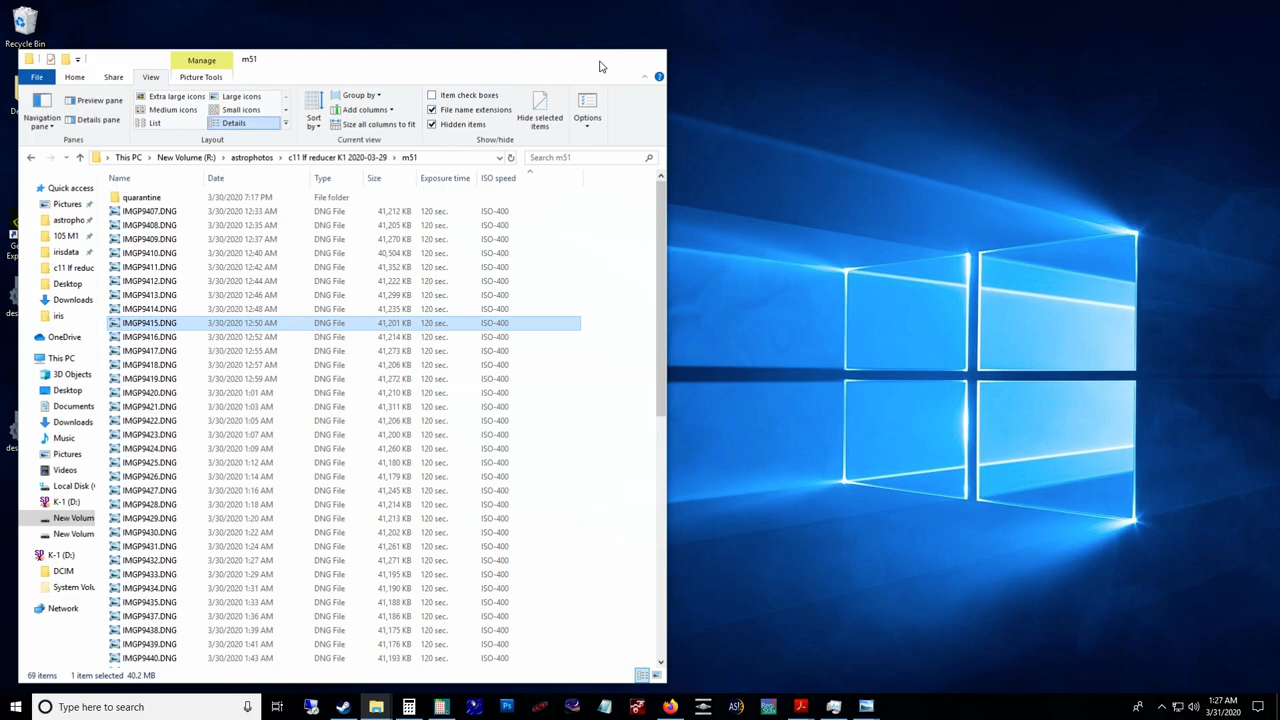 Recycle Bin
Manage
m51
File
Home
Share
View
Picture Tools
Navigation pane
Preview pane
Details pane
Panes
Extra large icons
Large icons
Medium icons
Small icons
List
Details
Layout
Sort by
Group by
Add columns
Size all columns to fit
Current view
Item check boxes
File name extensions
Hidden items
Hide selected items
Show/hide
Options
This PC > New Volume (R:) > astrophotos > c11 lf reducer K1 2020-03-29 > m51
Search m51
Name Date Type Size Exposure time ISO speed
quarantine 3/30/2020 7:17 PM File folder
IMGP9407.DNG 3/30/2020 12:33 AM DNG File 41,212 KB 120 sec. ISO-400
IMGP9408.DNG 3/30/2020 12:35 AM DNG File 41,205 KB 120 sec. ISO-400
IMGP9409.DNG 3/30/2020 12:37 AM DNG File 41,270 KB 120 sec. ISO-400
IMGP9410.DNG 3/30/2020 12:40 AM DNG File 40,504 KB 120 sec. ISO-400
IMGP9411.DNG 3/30/2020 12:42 AM DNG File 41,352 KB 120 sec. ISO-400
IMGP9412.DNG 3/30/2020 12:44 AM DNG File 41,222 KB 120 sec. ISO-400
IMGP9413.DNG 3/30/2020 12:46 AM DNG File 41,299 KB 120 sec. ISO-400
IMGP9414.DNG 3/30/2020 12:48 AM DNG File 41,235 KB 120 sec. ISO-400
IMGP9415.DNG 3/30/2020 12:50 AM DNG File 41,201 KB 120 sec. ISO-400
IMGP9416.DNG 3/30/2020 12:52 AM DNG File 41,214 KB 120 sec. ISO-400
IMGP9417.DNG 3/30/2020 12:55 AM DNG File 41,273 KB 120 sec. ISO-400
IMGP9418.DNG 3/30/2020 12:57 AM DNG File 41,206 KB 120 sec. ISO-400
IMGP9419.DNG 3/30/2020 12:59 AM DNG File 41,272 KB 120 sec. ISO-400
IMGP9420.DNG 3/30/2020 1:01 AM DNG File 41,210 KB 120 sec. ISO-400
IMGP9421.DNG 3/30/2020 1:03 AM DNG File 41,311 KB 120 sec. ISO-400
IMGP9422.DNG 3/30/2020 1:05 AM DNG File 41,206 KB 120 sec. ISO-400
IMGP9423.DNG 3/30/2020 1:07 AM DNG File 41,200 KB 120 sec. ISO-400
IMGP9424.DNG 3/30/2020 1:09 AM DNG File 41,260 KB 120 sec. ISO-400
IMGP9425.DNG 3/30/2020 1:12 AM DNG File 41,180 KB 120 sec. ISO-400
IMGP9426.DNG 3/30/2020 1:14 AM DNG File 41,179 KB 120 sec. ISO-400
IMGP9427.DNG 3/30/2020 1:16 AM DNG File 41,245 KB 120 sec. ISO-400
IMGP9428.DNG 3/30/2020 1:18 AM DNG File 41,214 KB 120 sec. ISO-400
IMGP9429.DNG 3/30/2020 1:20 AM DNG File 41,213 KB 120 sec. ISO-400
IMGP9430.DNG 3/30/2020 1:22 AM DNG File 41,202 KB 120 sec. ISO-400
IMGP9431.DNG 3/30/2020 1:24 AM DNG File 41,261 KB 120 sec. ISO-400
IMGP9432.DNG 3/30/2020 1:27 AM DNG File 41,271 KB 120 sec. ISO-400
IMGP9433.DNG 3/30/2020 1:29 AM DNG File 41,195 KB 120 sec. ISO-400
IMGP9434.DNG 3/30/2020 1:31 AM DNG File 41,190 KB 120 sec. ISO-400
IMGP9435.DNG 3/30/2020 1:33 AM DNG File 41,188 KB 120 sec. ISO-400
IMGP9437.DNG 3/30/2020 1:36 AM DNG File 41,186 KB 120 sec. ISO-400
IMGP9438.DNG 3/30/2020 1:39 AM DNG File 41,175 KB 120 sec. ISO-400
IMGP9439.DNG 3/30/2020 1:41 AM DNG File 41,176 KB 120 sec. ISO-400
IMGP9440.DNG 3/30/2020 1:43 AM DNG File 41,193 KB 120 sec. ISO-400
Quick access
Pictures
astropho
105 M1
irisdata
c11 lf reduc
Desktop
Downloads
iris
OneDrive
This PC
3D Objects
Desktop
Documents
Downloads
Music
Pictures
Videos
Local Disk (
K-1 (D:)
New Volum
New Volum
K-1 (D:)
DCIM
System Volu
Network
69 items 1 item selected 40.2 MB
Type here to search
1:27 AM
3/31/2020